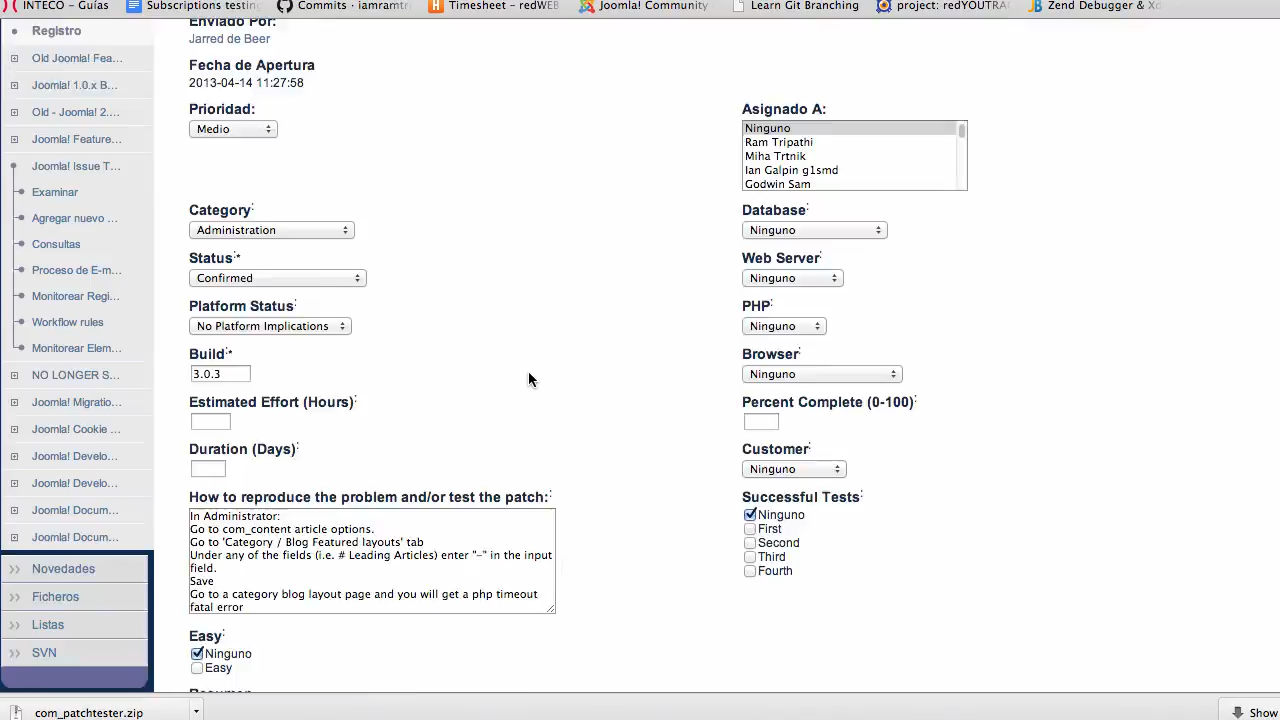 INTECO – Guías
Subscriptions testing
Commits · iamramtr
Timesheet – redWEB
Joomla! Community
Learn Git Branching
project: redYOUTRA
Zend Debugger & Xd
Registro
Old Joomla! Fea...
Joomla! 1.0.x B...
Old - Joomla! 2....
Joomla! Feature...
Joomla! Issue T...
Examinar
Agregar nuevo ...
Consultas
Proceso de E-m...
Monitorear Regi...
Workflow rules
Monitorear Elem...
NO LONGER S...
Joomla! Migratio...
Joomla! Cookie ...
Joomla! Develo...
Joomla! Develo...
Joomla! Docum...
Joomla! Docum...
Novedades
Ficheros
Listas
SVN
Enviado Por:
Jarred de Beer
Fecha de Apertura
2013-04-14 11:27:58
Prioridad:
Medio
Asignado A:
Ninguno
Ram Tripathi
Miha Trtnik
Ian Galpin g1smd
Godwin Sam
Category:
Administration
Database:
Ninguno
Status:*
Confirmed
Web Server:
Ninguno
Platform Status:
No Platform Implications
PHP:
Ninguno
Build:*
3.0.3
Browser:
Ninguno
Estimated Effort (Hours):
Percent Complete (0-100):
Duration (Days):
Customer:
Ninguno
How to reproduce the problem and/or test the patch::
In Administrator:
Go to com_content article options.
Go to 'Category / Blog Featured layouts' tab
Under any of the fields (i.e. # Leading Articles) enter "-" in the input
field.
Save
Go to a category blog layout page and you will get a php timeout
fatal error
Successful Tests:
Ninguno
First
Second
Third
Fourth
Easy:
Ninguno
Easy
Resumen
com_patchtester.zip
Show